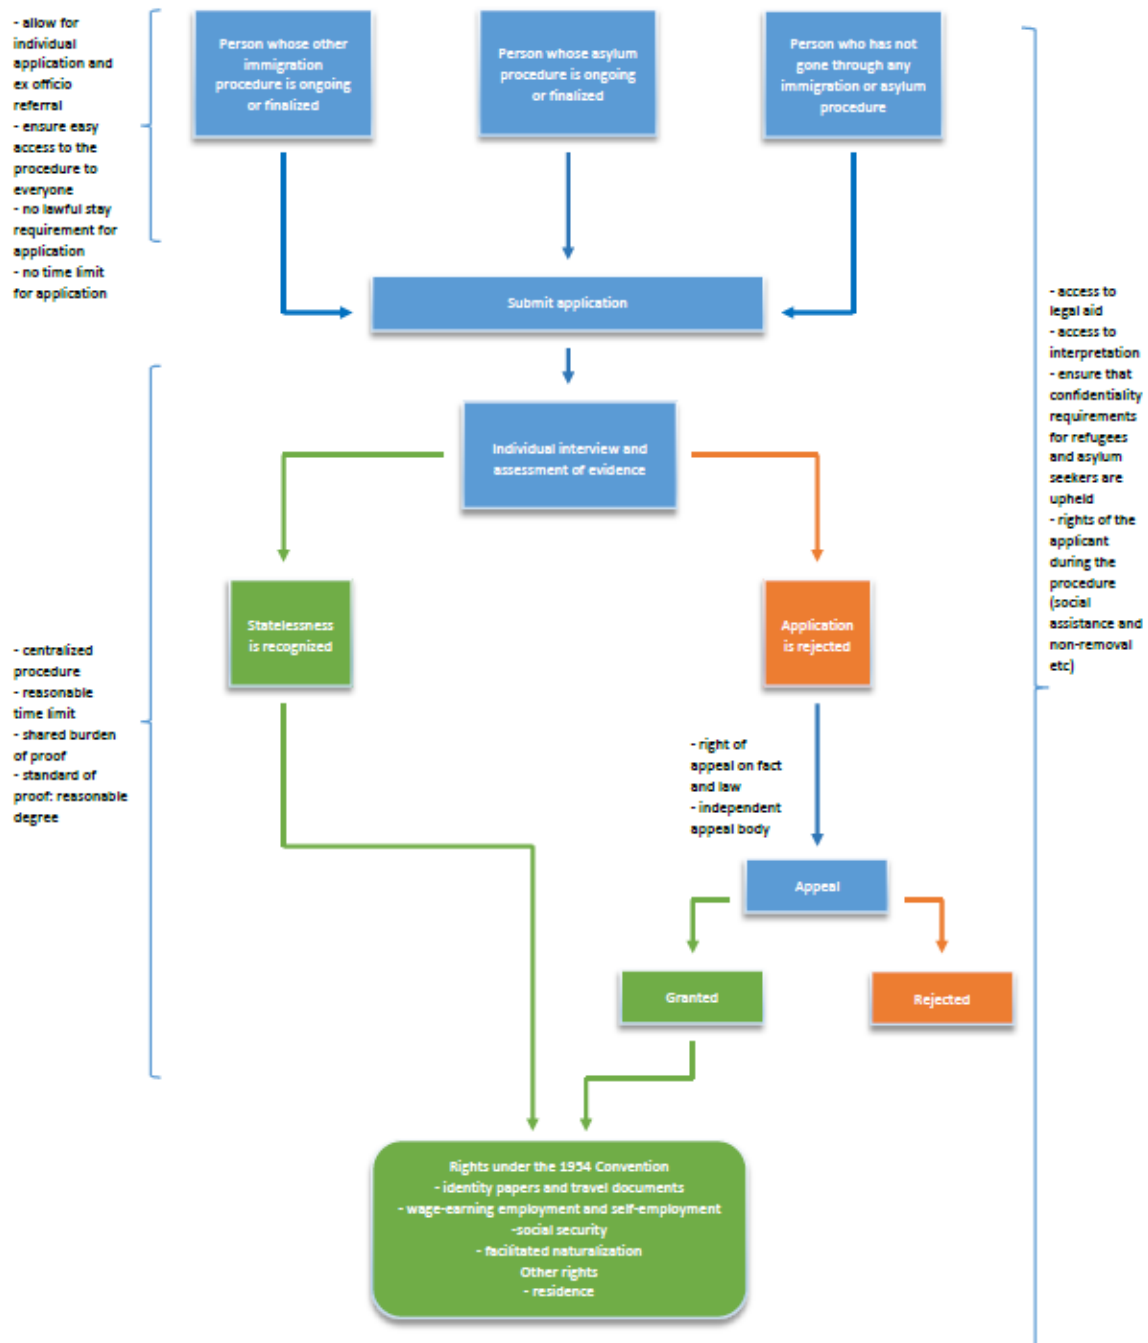 - allow for
individual
application and
ex officio
referral
- ensure easy
access to the
procedure to
everyone
- no lawful stay
requirement for
application
- no time limit
for application
Person whose other
immigration
procedure is ongoing
or finalized
Person whose asylum
procedure is ongoing
or finalized
Person who has not
gone through any
immigration or asylum
procedure
Submit application
Individual interview and
assessment of evidence
- access to
legal aid
- access to
interpretation
- ensure that
confidentiality
requirements
for refugees
and asylum
seekers are
upheld
- rights of the
applicant
during the
procedure
(social
assistance and
non-removal
etc)
Statelessness
is recognized
Application
is rejected
- centralized
procedure
- reasonable
time limit
- shared burden
of proof
- standard of
proof: reasonable
degree
- right of
appeal on fact
and law
- independent
appeal body
Appeal
Granted
Rejected
Rights under the 1954 Convention
- identity papers and travel documents
- wage-earning employment and self-employment
-social security
- facilitated naturalization
Other rights
- residence